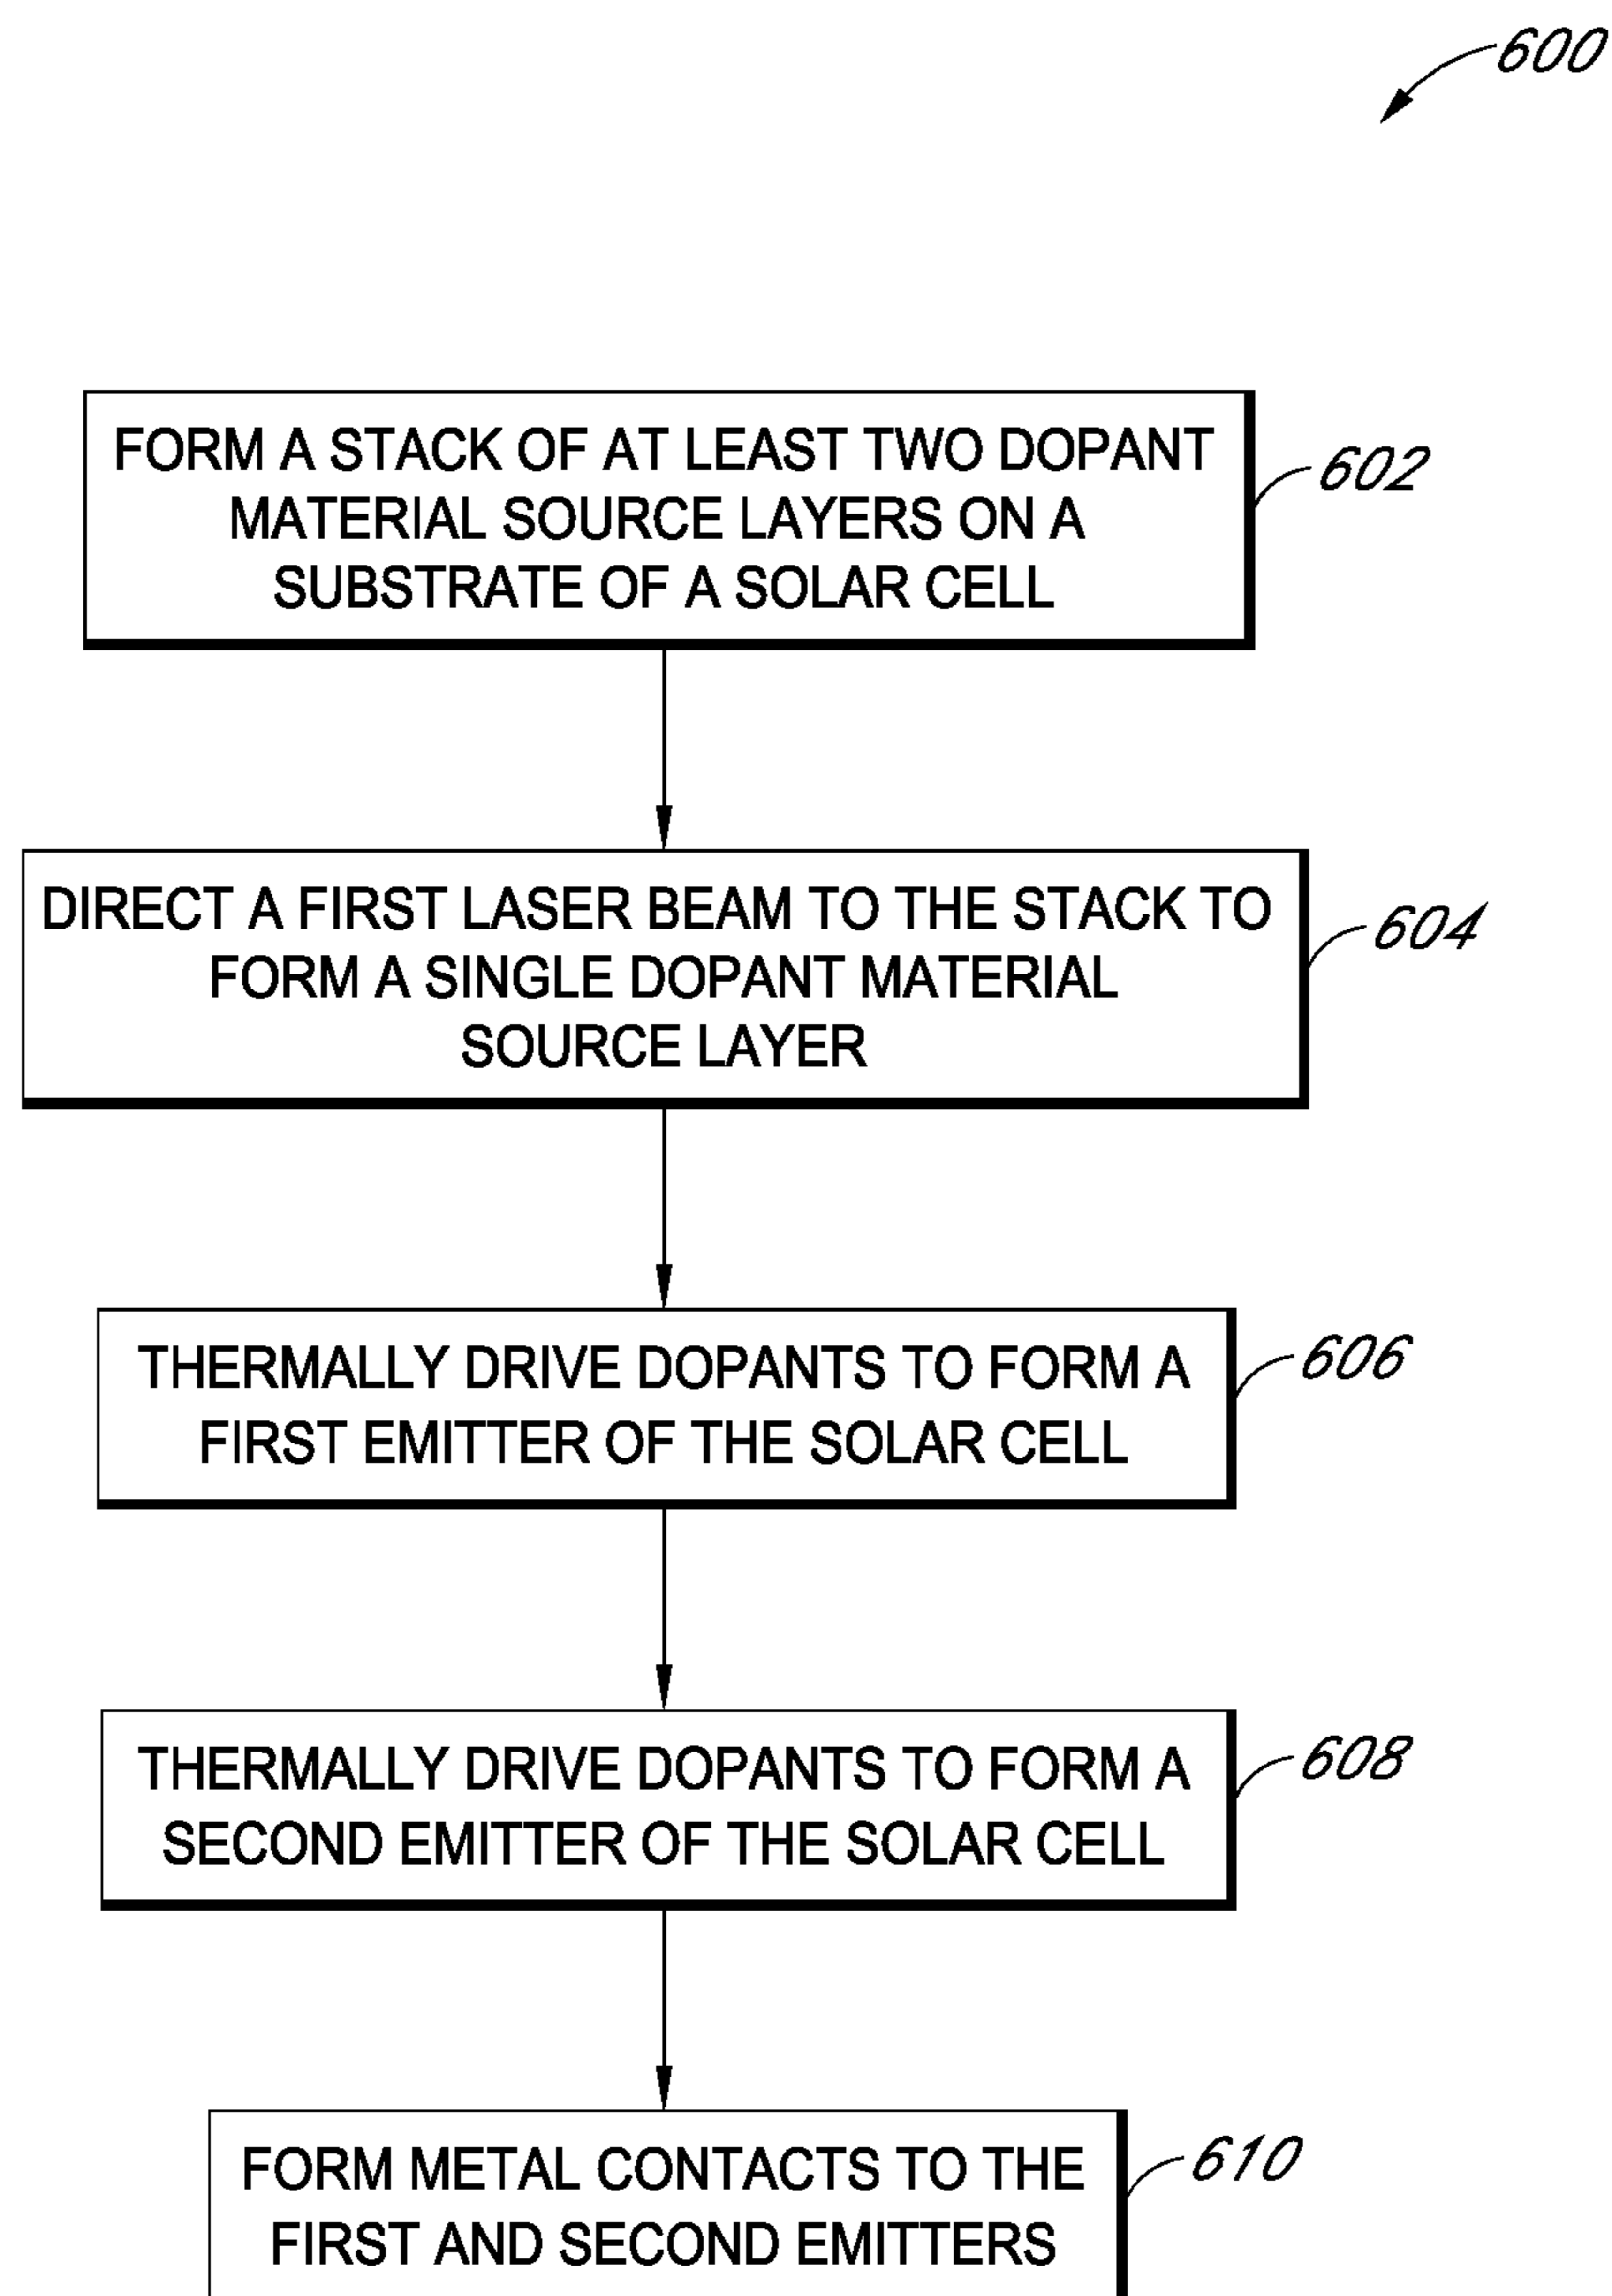 600
FORM A STACK OF AT LEAST TWO DOPANT
MATERIAL SOURCE LAYERS ON A
SUBSTRATE OF A SOLAR CELL
602
DIRECT A FIRST LASER BEAM TO THE STACK TO
FORM A SINGLE DOPANT MATERIAL
SOURCE LAYER
604
THERMALLY DRIVE DOPANTS TO FORM A
FIRST EMITTER OF THE SOLAR CELL
606
THERMALLY DRIVE DOPANTS TO FORM A
SECOND EMITTER OF THE SOLAR CELL
608
FORM METAL CONTACTS TO THE
FIRST AND SECOND EMITTERS
610